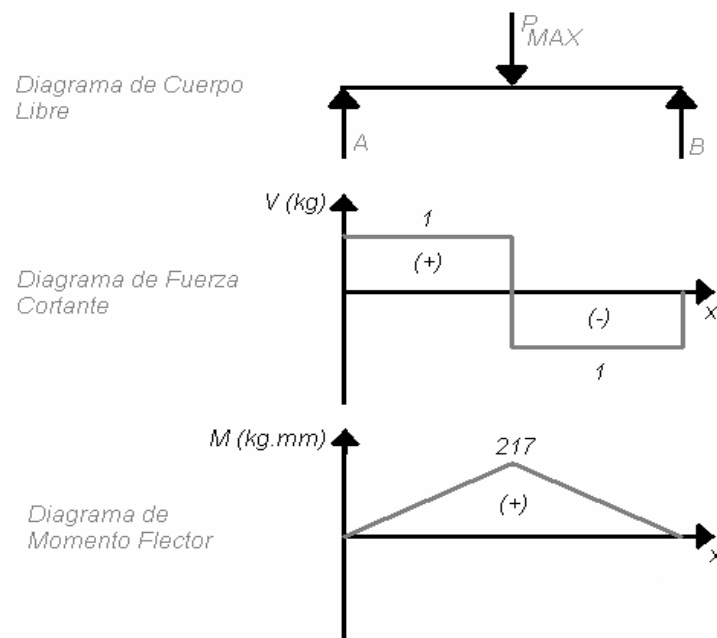 P
MAX
Diagrama de Cuerpo
Libre
A
B
V (kg)
1
(+)
Diagrama de Fuerza
Cortante
x
(-)
1
M (kg.mm)
217
(+)
Diagrama de
Momento Flector
x